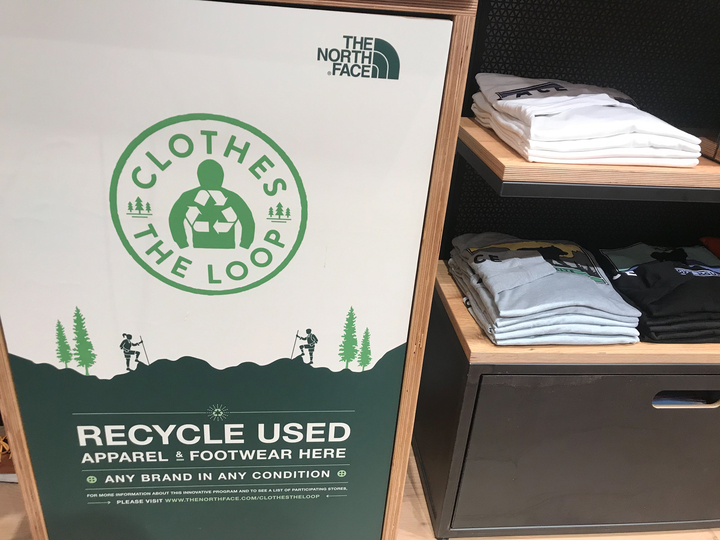 THE
NORTH
FACE
CLOTHES
THE LOOP
RECYCLE USED
APPAREL & FOOTWEAR HERE
ANY BRAND IN ANY CONDITION
FOR MORE INFORMATION ABOUT THIS INNOVATIVE PROGRAM AND TO SEE A LIST OF PARTICIPATING STORES,
PLEASE VISIT WWW.THENORTHFACE.COM/CLOTHESTHELOOP